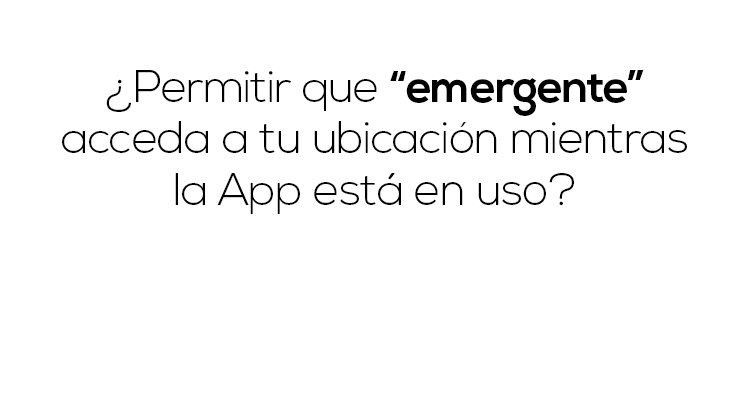 ¿Permitir que “emergente”
acceda a tu ubicación mientras
la App está en uso?